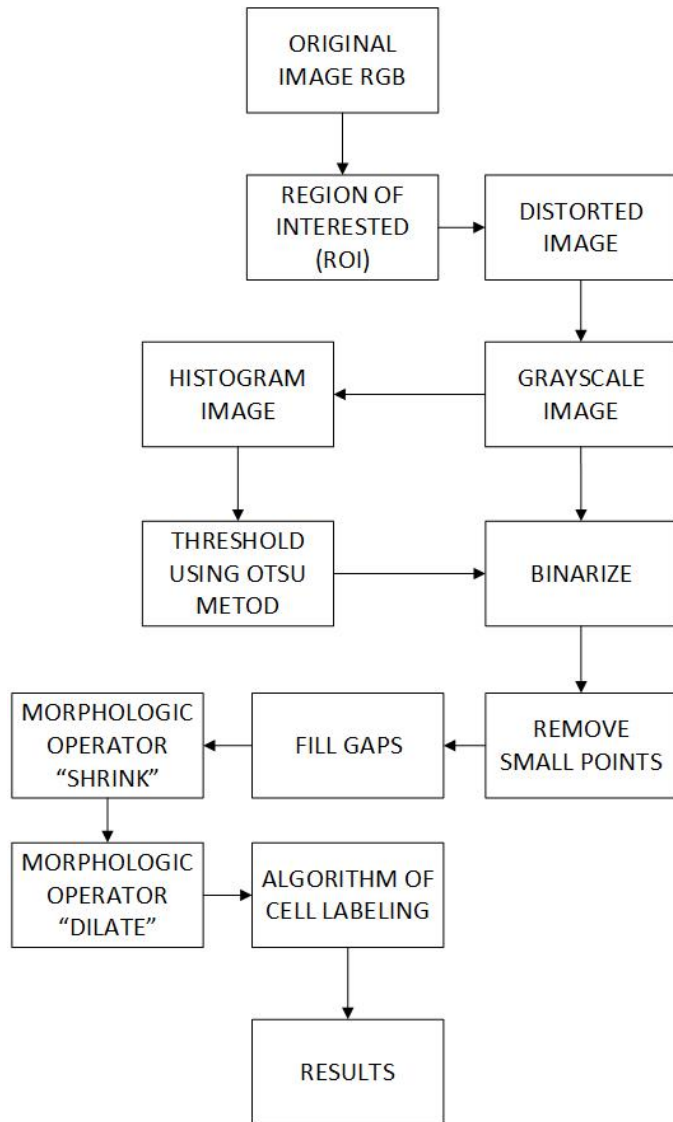 ORIGINAL
IMAGE RGB
REGION OF
INTERESTED
(ROI)
DISTORTED
IMAGE
HISTOGRAM
IMAGE
GRAYSCALE
IMAGE
THRESHOLD
USING OTSU
METOD
BINARIZE
MORPHOLOGIC
OPERATOR
“SHRINK”
FILL GAPS
REMOVE
SMALL POINTS
MORPHOLOGIC
OPERATOR
“DILATE”
ALGORITHM OF
CELL LABELING
RESULTS